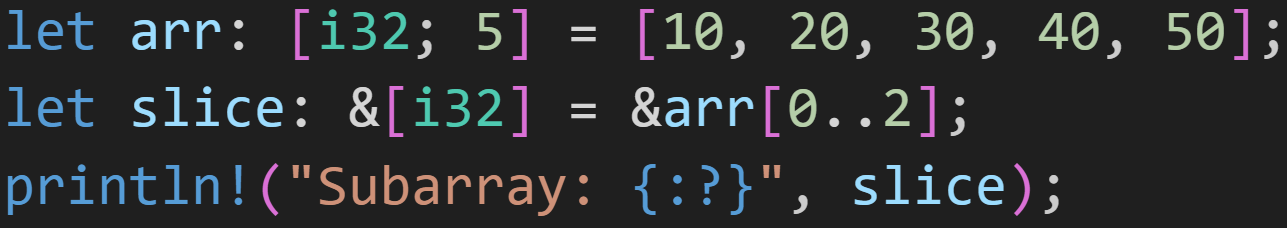 let arr: [i32; 5] = [10, 20, 30, 40, 50];
let slice: &[i32] = &arr[0..2];
println!("Subarray: {:?}", slice);